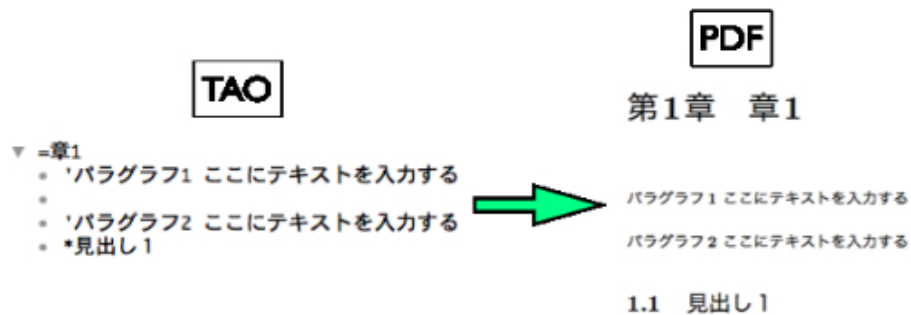 TAO
=章1
'パラグラフ1 ここにテキストを入力する
'パラグラフ2 ここにテキストを入力する
*見出し1
PDF
第1章 章1
パラグラフ1 ここにテキストを入力する
パラグラフ2 ここにテキストを入力する
1.1 見出し1